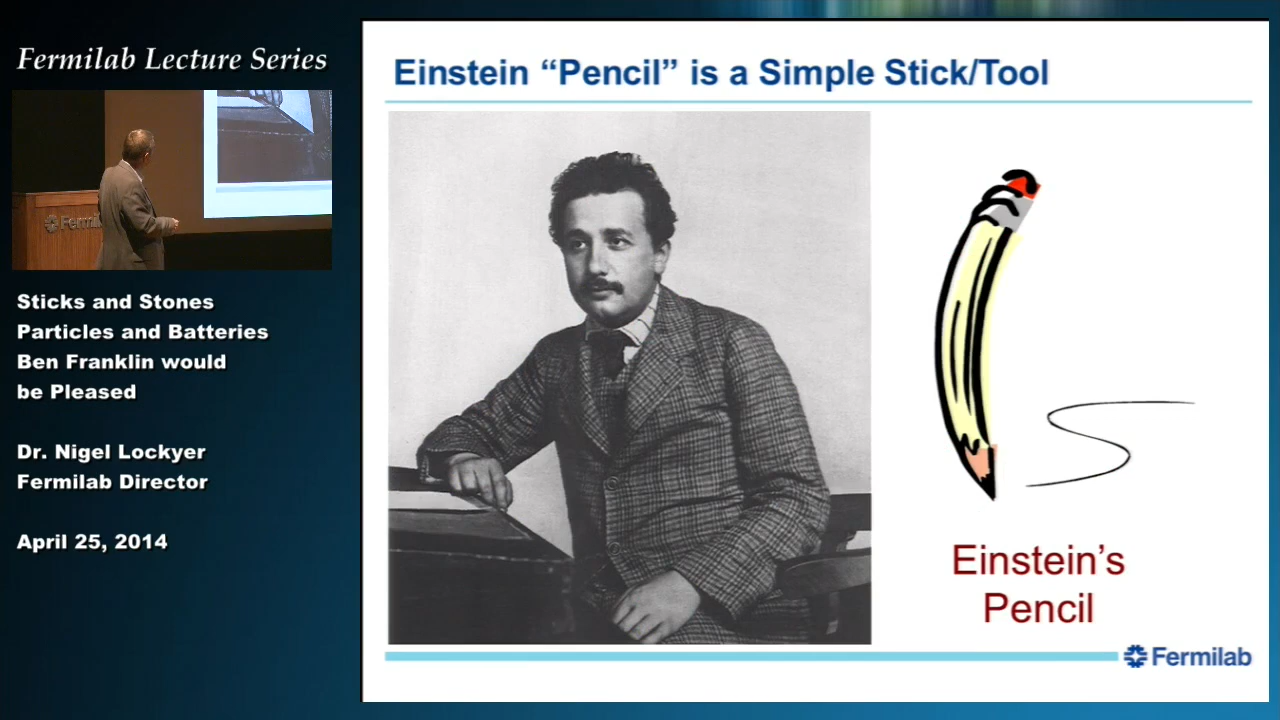 Fermilab Lecture Series
Sticks and Stones
Particles and Batteries
Ben Franklin would
be Pleased
Dr. Nigel Lockyer
Fermilab Director
April 25, 2014
Einstein “Pencil” is a Simple Stick/Tool
Einstein’s
Pencil
Fermilab